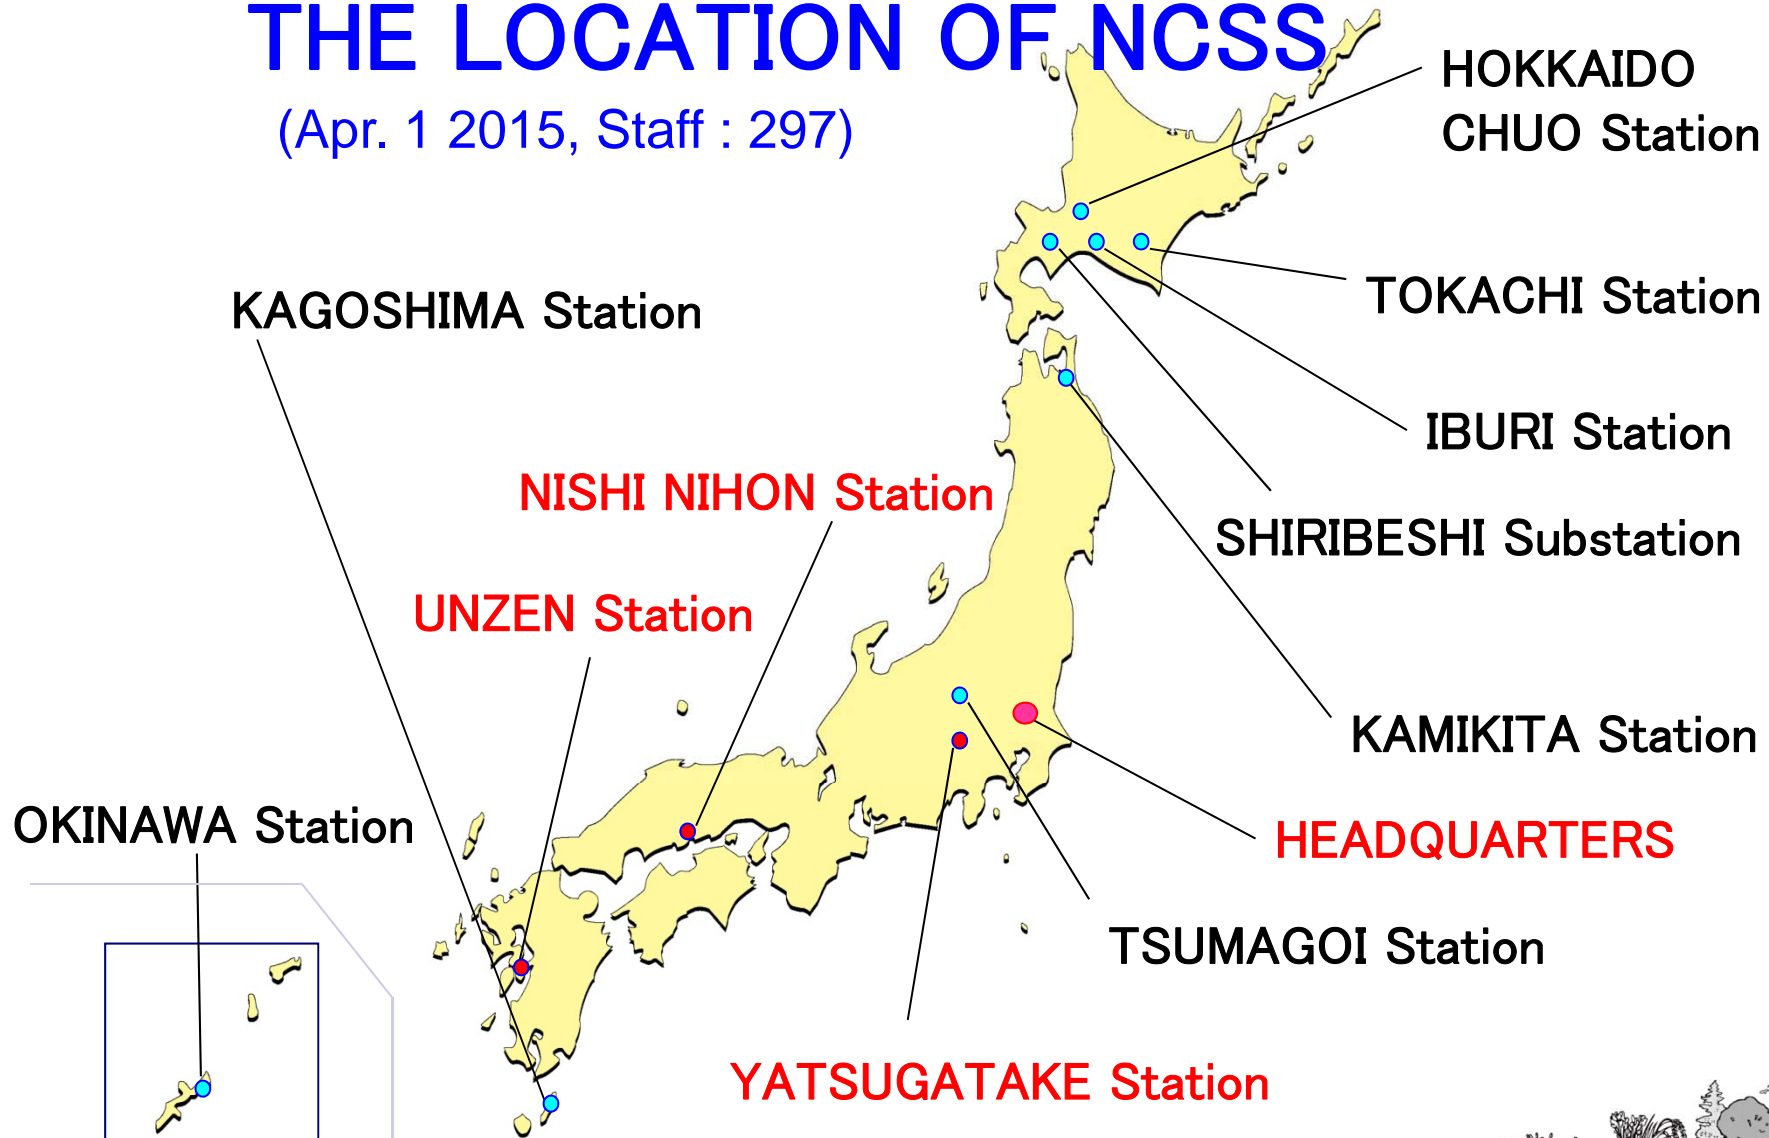 THE LOCATION OF NCSS
(Apr. 1 2015, Staff : 297)
HOKKAIDO
CHUO Station
TOKACHI Station
KAGOSHIMA Station
IBURI Station
NISHI NIHON Station
SHIRIBESHI Substation
UNZEN Station
KAMIKITA Station
OKINAWA Station
HEADQUARTERS
TSUMAGOI Station
YATSUGATAKE Station